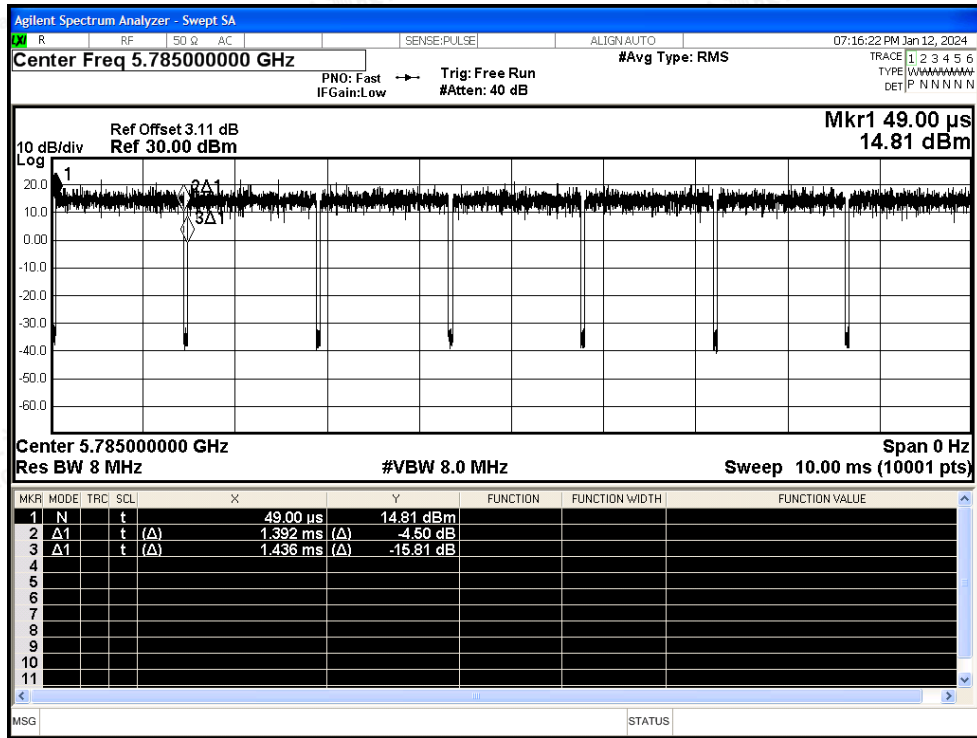 Agilent Spectrum Analyzer - Swept SA
LXI R RF 50 Ω AC SENSE:PULSE ALIGN AUTO 07:16:22 PM Jan 12, 2024
Center Freq 5.785000000 GHz
PNO: Fast
IFGain:Low
Trig: Free Run
#Atten: 40 dB
#Avg Type: RMS
TRACE 1 2 3 4 5 6
TYPE
DET P N N N N N
Mkr1 49.00 µs
14.81 dBm
Ref Offset 3.11 dB
10 dB/div Ref 30.00 dBm
Log
1
20.0
2Δ1
10.0
3Δ1
0.00
-10.0
-20.0
-30.0
-40.0
-50.0
-60.0
Center 5.785000000 GHz Span 0 Hz
Res BW 8 MHz #VBW 8.0 MHz Sweep 10.00 ms (10001 pts)
MKR MODE TRC SCL X Y FUNCTION FUNCTION WIDTH FUNCTION VALUE
1 N t 49.00 µs 14.81 dBm
2 Δ1 t (Δ) 1.392 ms (Δ) -4.50 dB
3 Δ1 t (Δ) 1.436 ms (Δ) -15.81 dB
4
5
6
7
8
9
10
11
MSG STATUS